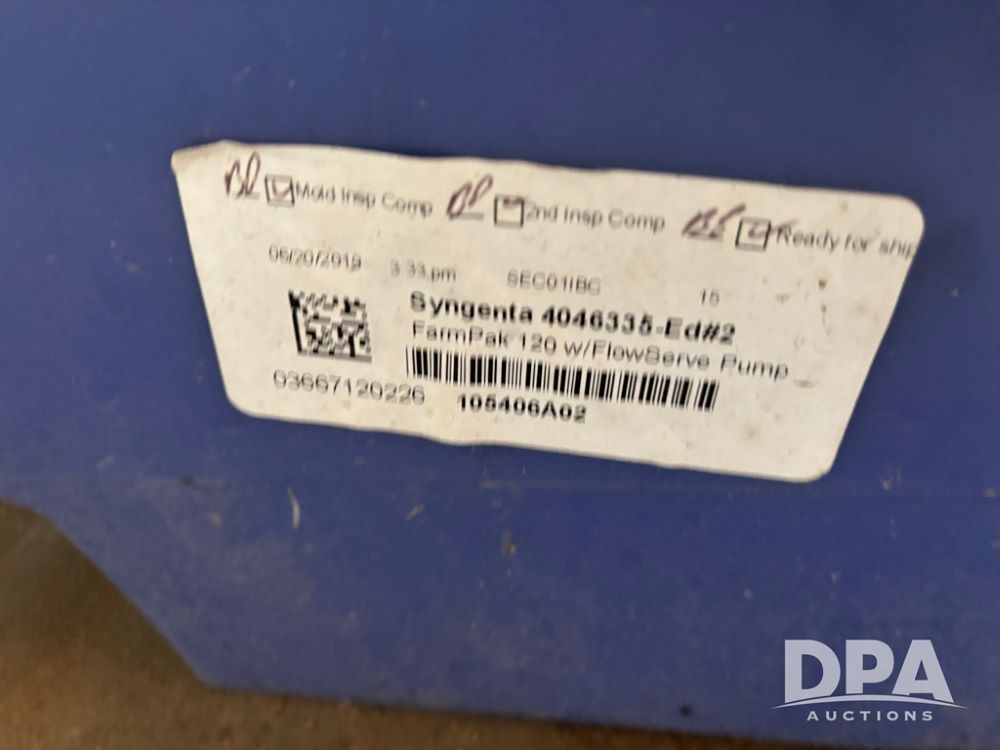 Mold Insp Comp 2nd Insp Comp Ready for ship
06/20/2019 3:33 pm SEC01IBC 15
Syngenta 4046335-Ed#2
FarmPak 120 w/FlowServe Pump
03667120226 105406A02
DPA
AUCTIONS